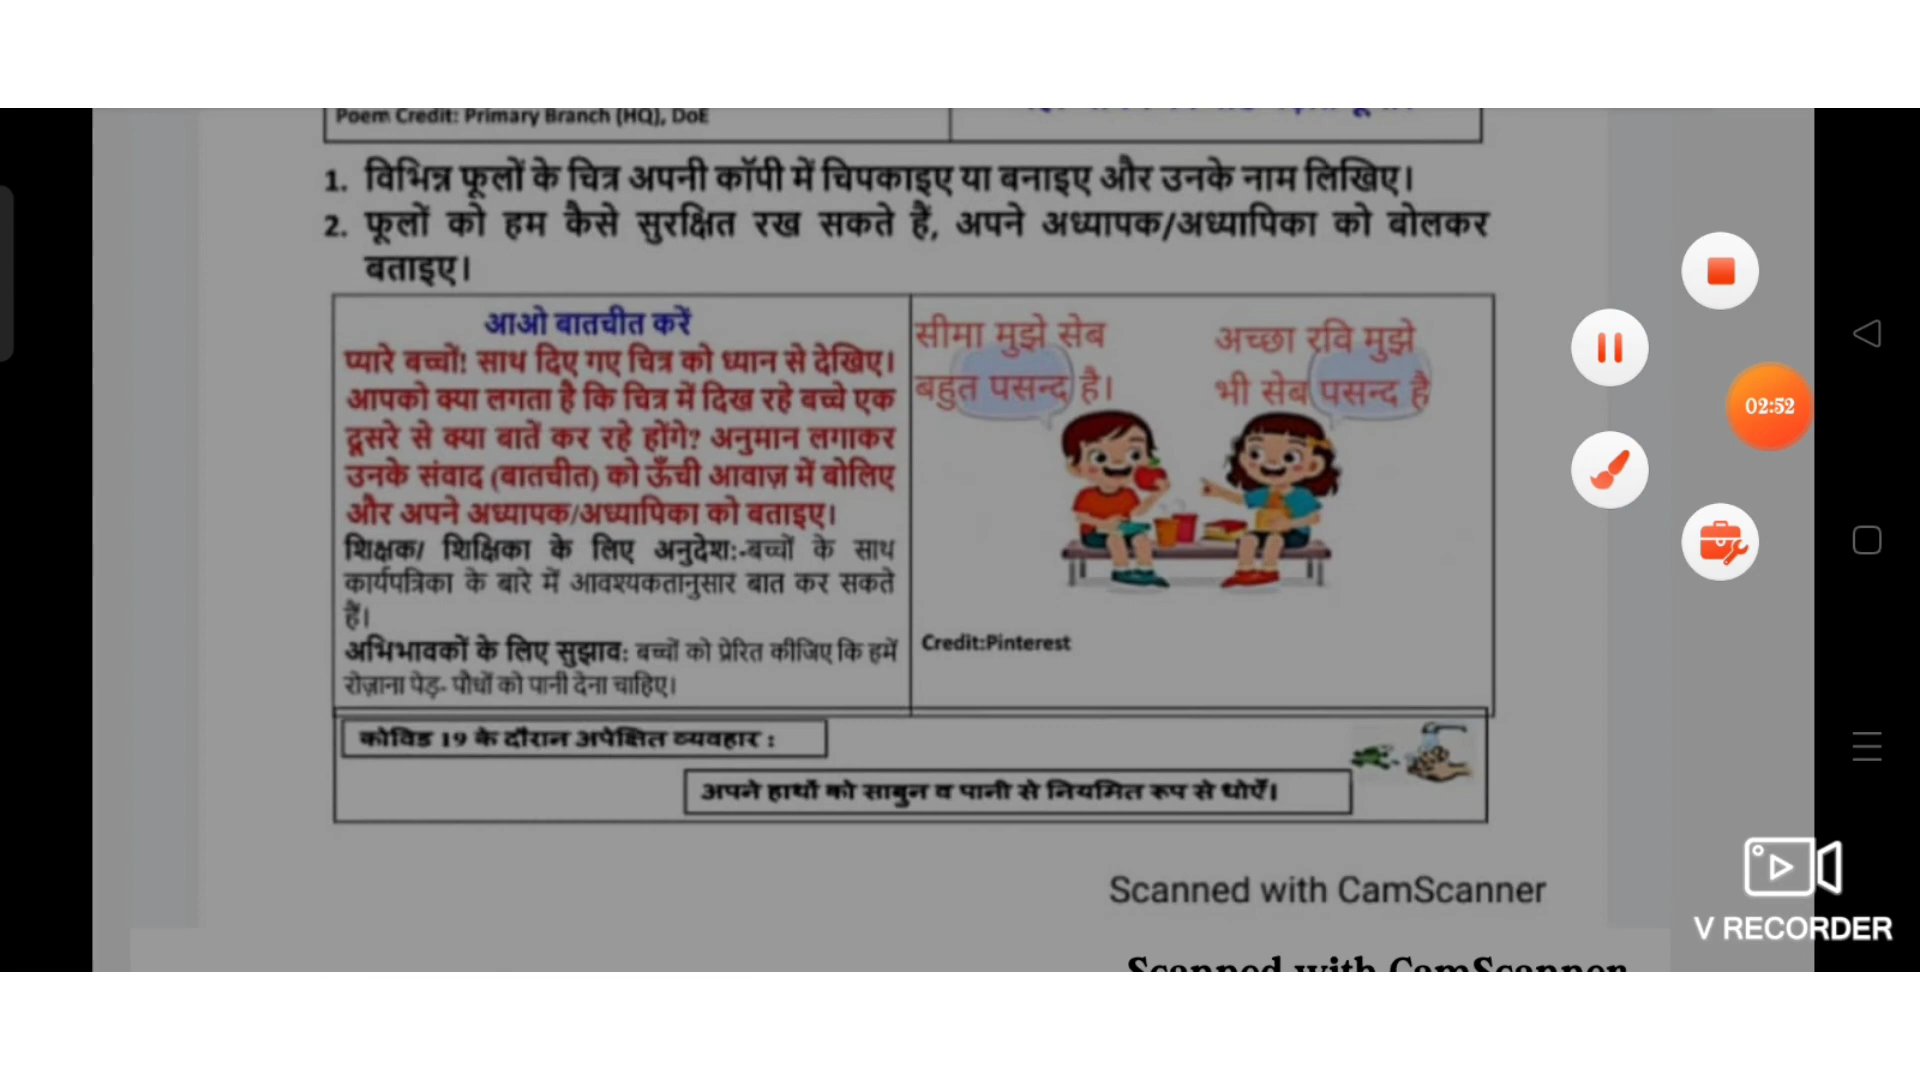 Poem Credit: Primary Branch (HQ), DoE
1. विभिन्न फूलों के चित्र अपनी कॉपी में चिपकाइए या बनाइए और उनके नाम लिखिए।
2. फूलों को हम कैसे सुरक्षित रख सकते हैं, अपने अध्यापक/अध्यापिका को बोलकर
बताइए।
आओ बातचीत करें
प्यारे बच्चों! साथ दिए गए चित्र को ध्यान से देखिए।
आपको क्या लगता है कि चित्र में दिख रहे बच्चे एक
दूसरे से क्या बातें कर रहे होंगे? अनुमान लगाकर
उनके संवाद (बातचीत) को ऊँची आवाज़ में बोलिए
और अपने अध्यापक/अध्यापिका को बताइए।
शिक्षक/ शिक्षिका के लिए अनुदेश:-बच्चों के साथ
कार्यपत्रिका के बारे में आवश्यकतानुसार बात कर सकते
हैं।
अभिभावकों के लिए सुझाव: बच्चों को प्रेरित कीजिए कि हमें
रोज़ाना पेड़- पौधों को पानी देना चाहिए।
सीमा मुझे सेब
बहुत पसन्द है।
अच्छा रवि मुझे
भी सेब पसन्द है
Credit:Pinterest
कोविड 19 के दौरान अपेक्षित व्यवहार :
अपने हाथों को साबुन व पानी से नियमित रूप से धोएँ।
Scanned with CamScanner
Scanned with CamScanner
02:52
V RECORDER